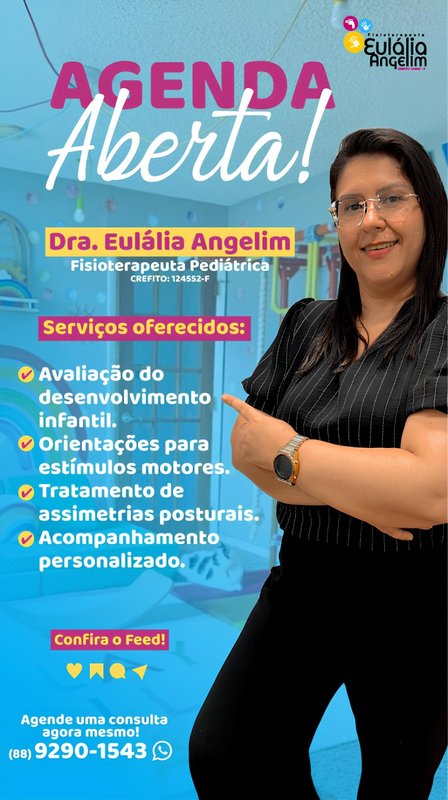 Fisioterapeuta
Eulália
Angelim
AGENDA
Aberta!
Dra. Eulália Angelim
Fisioterapeuta Pediátrica
CREFITO: 124552-F
Serviços oferecidos:
Avaliação do
desenvolvimento
infantil.
Orientações para
estímulos motores.
Tratamento de
assimetrias posturais.
Acompanhamento
personalizado.
Confira o Feed!
Agende uma consulta
agora mesmo!
(88) 9290-1543